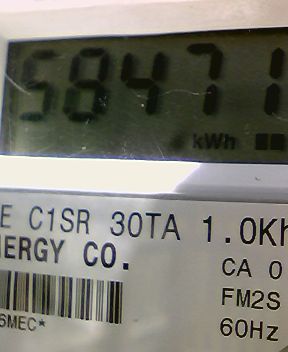 58471
kWh
E C1SR 30TA 1.0Kh
NERGY CO.
CA 0
FM2S
6MEC*
60Hz